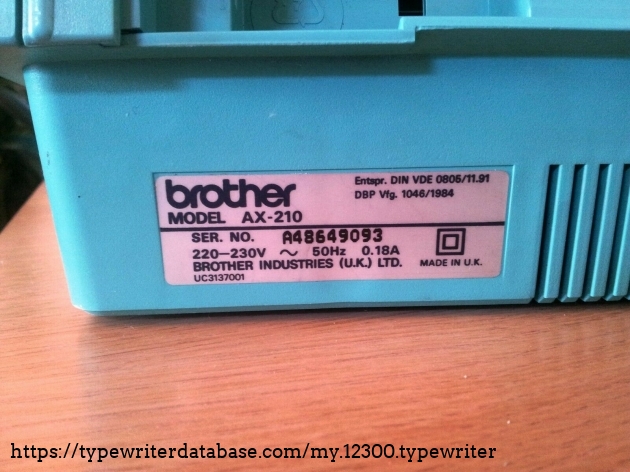 brother
MODEL AX-210
Entspr. DIN VDE 0805/11.91
DBP Vfg. 1046/1984
SER. NO. A48649093
220–230V ~ 50Hz 0.18A
BROTHER INDUSTRIES (U.K.) LTD. MADE IN U.K.
UC3137001
https://typewriterdatabase.com/my.12300.typewriter